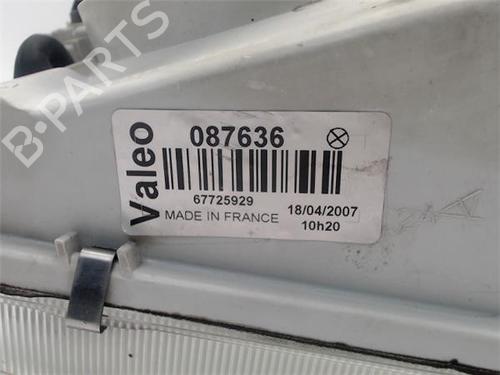 B-PARTS
Valeo
087636
67725929
MADE IN FRANCE
18/04/2007
10h20